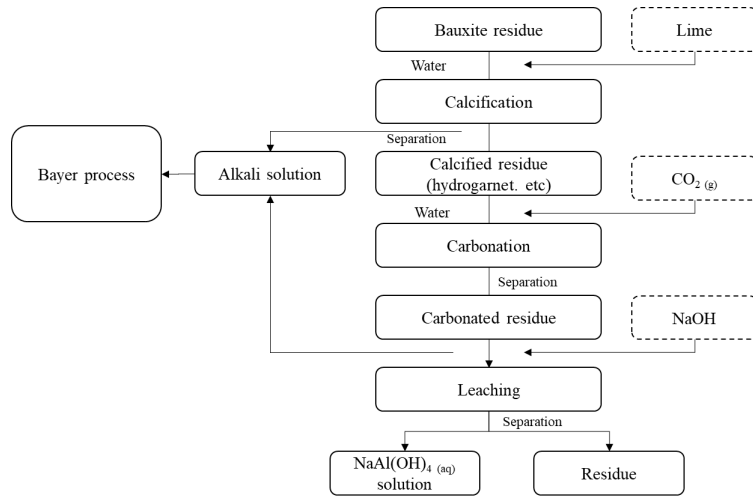 Bauxite residue
Lime
Water
Calcification
Separation
Bayer process
Alkali solution
Calcified residue
(hydrogarnet. etc)
CO2 (g)
Water
Carbonation
Separation
Carbonated residue
NaOH
Leaching
Separation
NaAl(OH)4 (aq)
solution
Residue